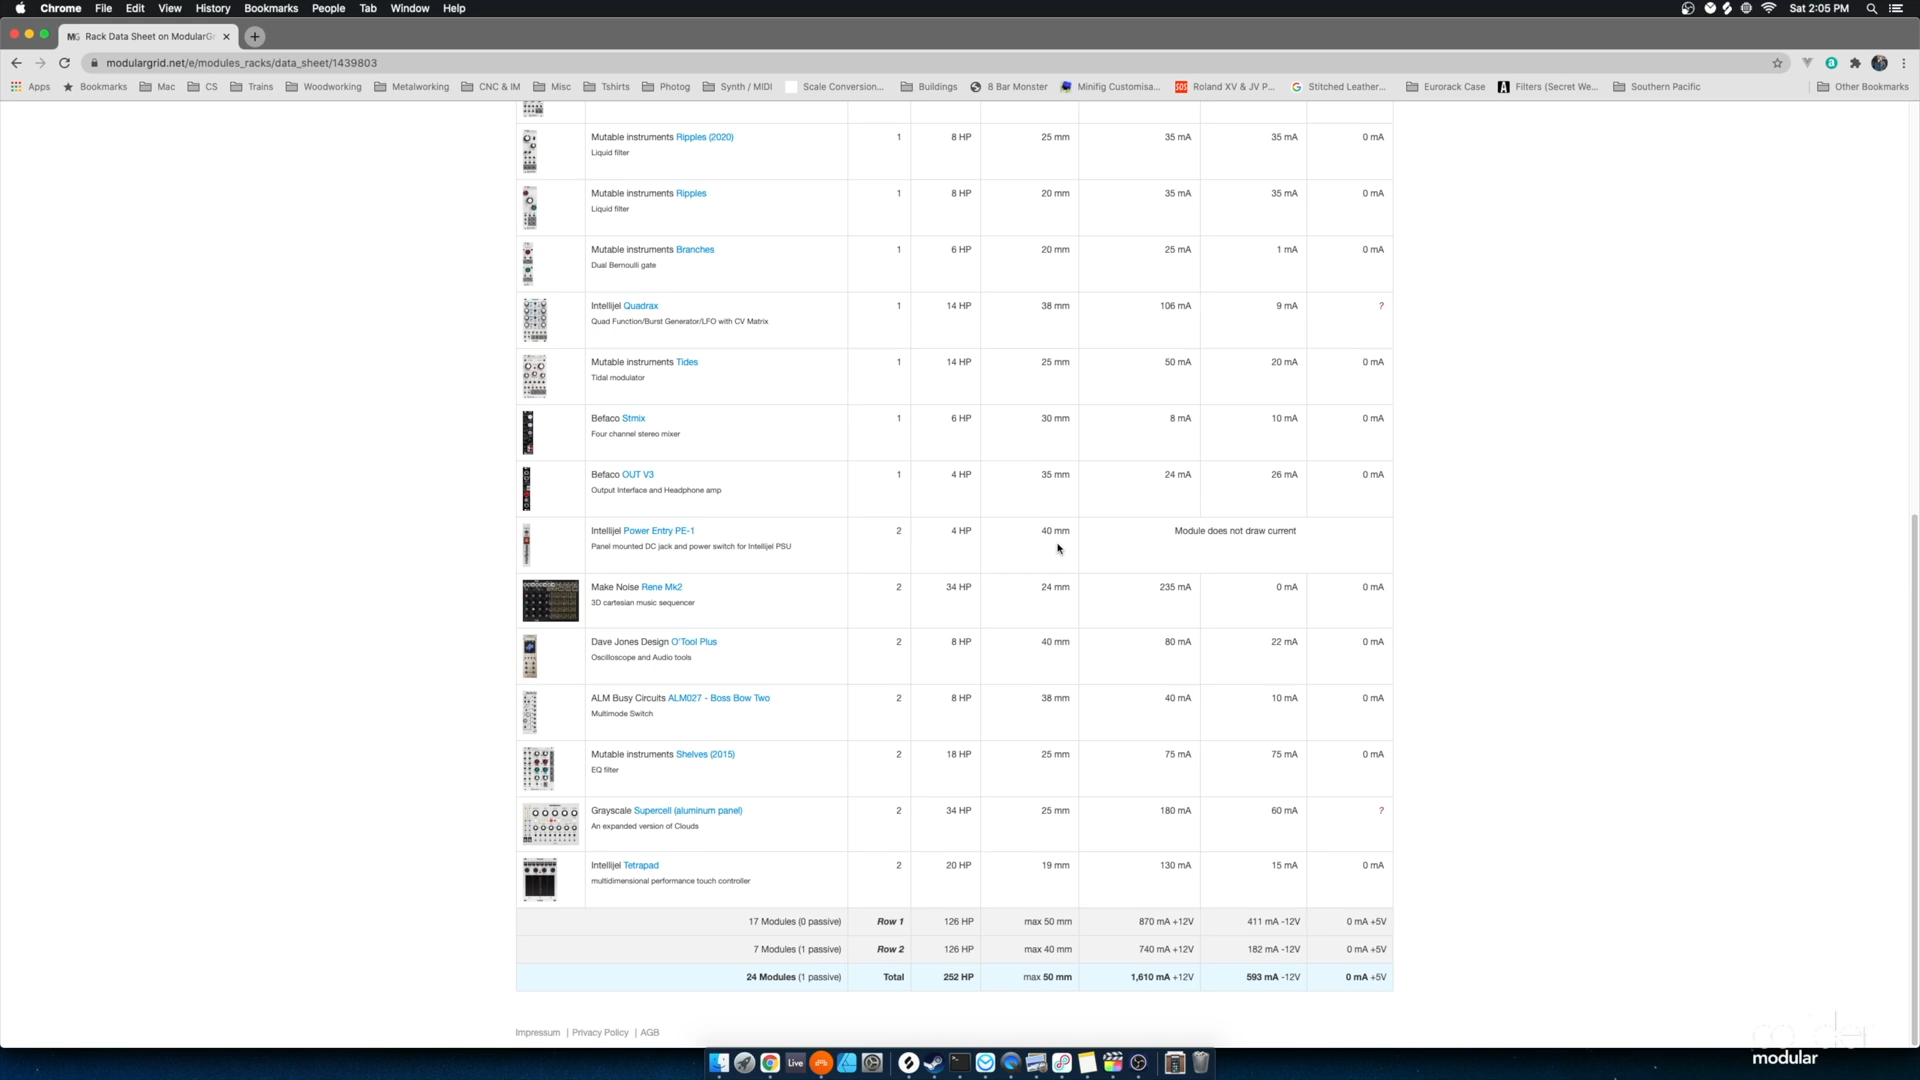 Chrome File Edit View History Bookmarks People Tab Window Help Sat 2:05 PM
Rack Data Sheet on ModularGr
modulargrid.net/e/modules_racks/data_sheet/1439803
Apps Bookmarks Mac CS Trains Woodworking Metalworking CNC & IM Misc Tshirts Photog Synth / MIDI Scale Conversion... Buildings 8 Bar Monster Minifig Customisa... Roland XV & JV P... Stitched Leather... Eurorack Case Filters (Secret We... Southern Pacific Other Bookmarks
Mutable instruments Ripples (2020) 1 8 HP 25 mm 35 mA 35 mA 0 mA
Liquid filter
Mutable instruments Ripples 1 8 HP 20 mm 35 mA 35 mA 0 mA
Liquid filter
Mutable instruments Branches 1 6 HP 20 mm 25 mA 1 mA 0 mA
Dual Bernoulli gate
Intellijel Quadrax 1 14 HP 38 mm 106 mA 9 mA ?
Quad Function/Burst Generator/LFO with CV Matrix
Mutable instruments Tides 1 14 HP 25 mm 50 mA 20 mA 0 mA
Tidal modulator
Befaco Stmix 1 6 HP 30 mm 8 mA 10 mA 0 mA
Four channel stereo mixer
Befaco OUT V3 1 4 HP 35 mm 24 mA 26 mA 0 mA
Output Interface and Headphone amp
Intellijel Power Entry PE-1 2 4 HP 40 mm Module does not draw current
Panel mounted DC jack and power switch for Intellijel PSU
Make Noise Rene Mk2 2 34 HP 24 mm 235 mA 0 mA 0 mA
3D cartesian music sequencer
Dave Jones Design O'Tool Plus 2 8 HP 40 mm 80 mA 22 mA 0 mA
Oscilloscope and Audio tools
ALM Busy Circuits ALM027 - Boss Bow Two 2 8 HP 38 mm 40 mA 10 mA 0 mA
Multimode Switch
Mutable instruments Shelves (2015) 2 18 HP 25 mm 75 mA 75 mA 0 mA
EQ filter
Grayscale Supercell (aluminum panel) 2 34 HP 25 mm 180 mA 60 mA ?
An expanded version of Clouds
Intellijel Tetrapad 2 20 HP 19 mm 130 mA 15 mA 0 mA
multidimensional performance touch controller
17 Modules (0 passive) Row 1 126 HP max 50 mm 870 mA +12V 411 mA -12V 0 mA +5V
7 Modules (1 passive) Row 2 126 HP max 40 mm 740 mA +12V 182 mA -12V 0 mA +5V
24 Modules (1 passive) Total 252 HP max 50 mm 1,610 mA +12V 593 mA -12V 0 mA +5V
Impressum | Privacy Policy | AGB
Live
modular